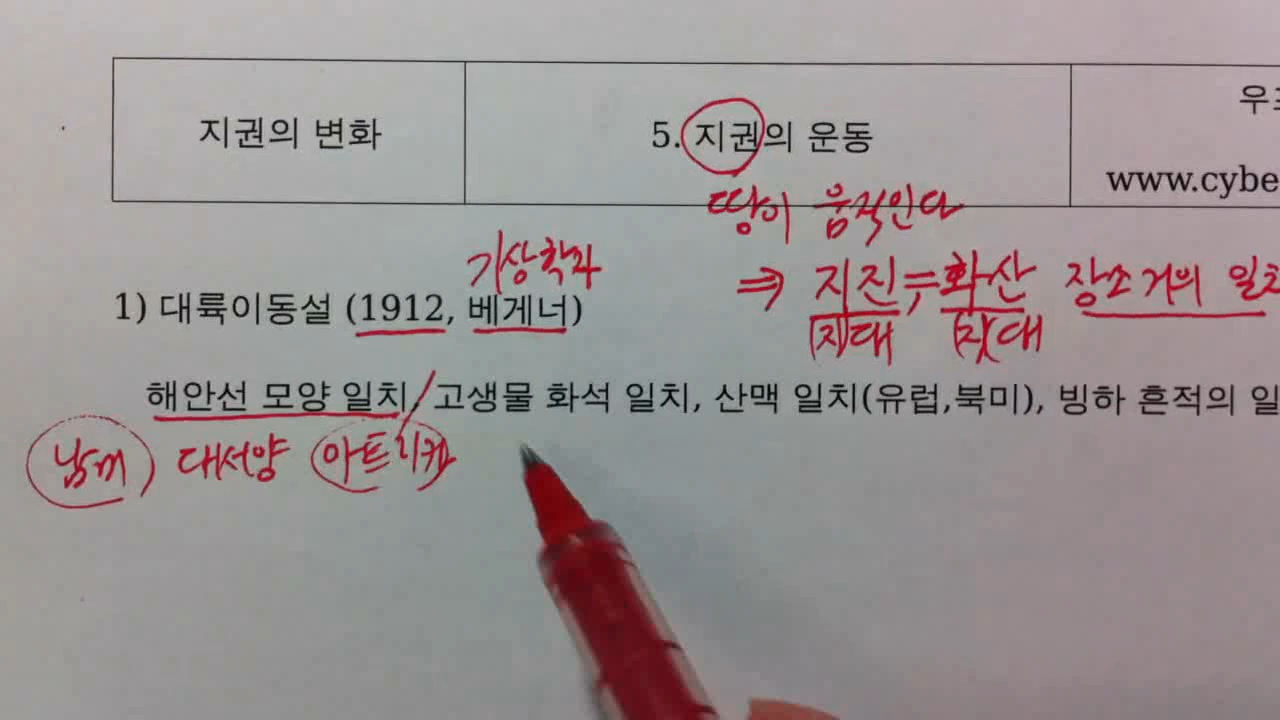 지권의 변화
5. 지권의 운동
www.cybe
땅이 움직인다
⇒ 지진≠화산 장소거의 일치
(지)대 (지)대
기상학자
1) 대륙이동설 (1912, 베게너)
해안선 모양 일치, 고생물 화석 일치, 산맥 일치(유럽,북미), 빙하 흔적의 일
남미 대서양 아프리카